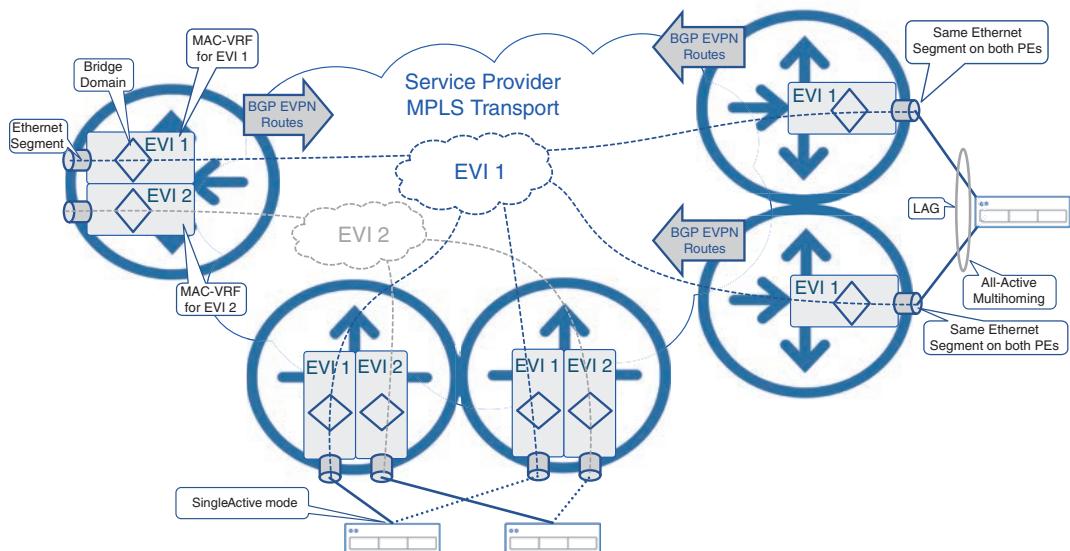 MAC-VRF
for EVI 1
Bridge
Domain
Ethernet
Segment
EVI 1
EVI 2
MAC-VRF
for EVI 2
BGP EVPN
Routes
Service Provider
MPLS Transport
EVI 1
EVI 2
BGP EVPN
Routes
EVI 1
Same Ethernet
Segment on both PEs
LAG
BGP EVPN
Routes
EVI 1
All-Active
Multihoming
Same Ethernet
Segment on both PEs
EVI 1
EVI 2
EVI 1
EVI 2
SingleActive mode